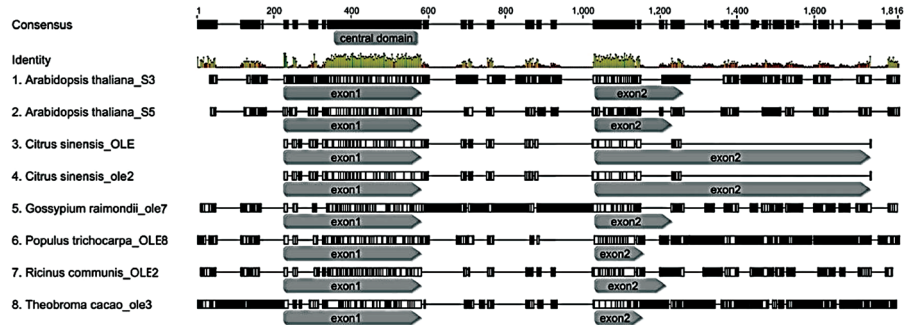 1 200 400 600 800 1,000 1,200 1,400 1,600 1,816
Consensus
central domain
Identity
1. Arabidopsis thaliana_S3
exon1 exon2
2. Arabidopsis thaliana_S5
exon1 exon2
3. Citrus sinensis_OLE
exon1 exon2
4. Citrus sinensis_ole2
exon1 exon2
5. Gossypium raimondii_ole7
exon1 exon2
6. Populus trichocarpa_OLE8
exon1 exon2
7. Ricinus communis_OLE2
exon1 exon2
8. Theobroma cacao_ole3
exon1 exon2